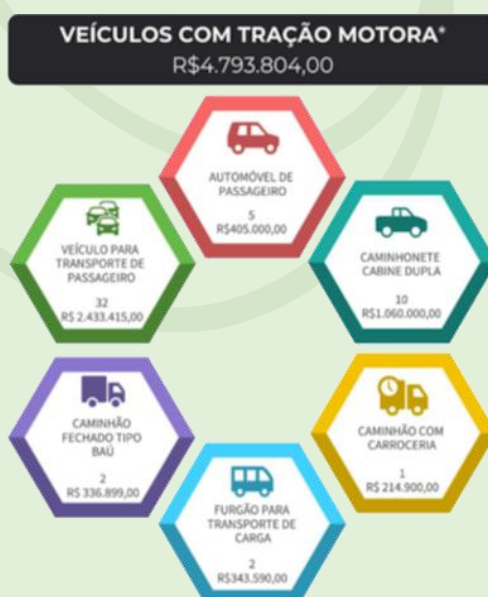 VEÍCULOS COM TRAÇÃO MOTORA*
R$4.793.804,00
AUTOMÓVEL DE
PASSAGEIRO
5
R$405.000,00
VEÍCULO PARA
TRANSPORTE DE
PASSAGEIRO
32
R$ 2.433.415,00
CAMINHONETE
CABINE DUPLA
10
R$1.060.000,00
CAMINHÃO
FECHADO TIPO
BAÚ
2
R$ 336.899,00
CAMINHÃO COM
CARROCERIA
1
R$ 214.900,00
FURGÃO PARA
TRANSPORTE DE
CARGA
2
R$343.590,00